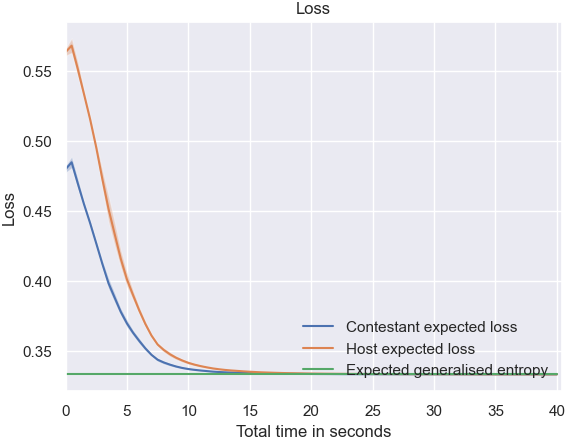 Loss
0.55
0.50
0.45
0.40
0.35
Loss
Contestant expected loss
Host expected loss
Expected generalised entropy
0 5 10 15 20 25 30 35 40
Total time in seconds